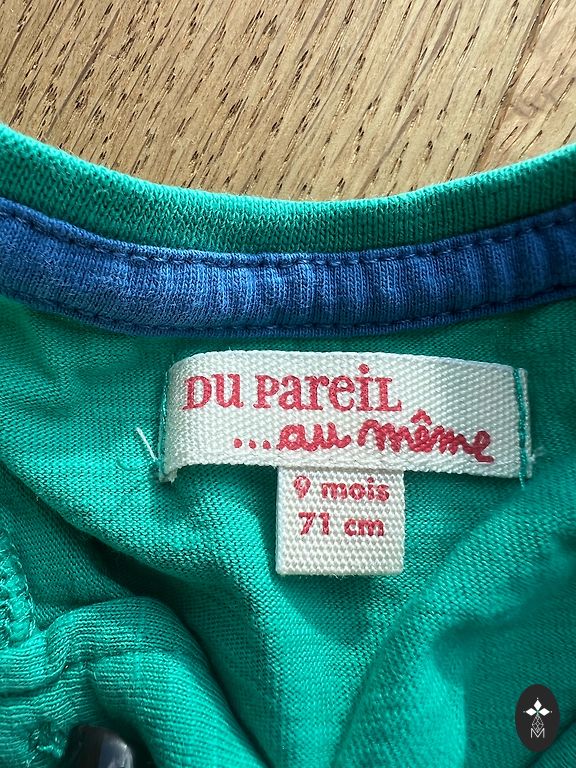 DU PAREIL
...au même
9 mois
71 cm
M